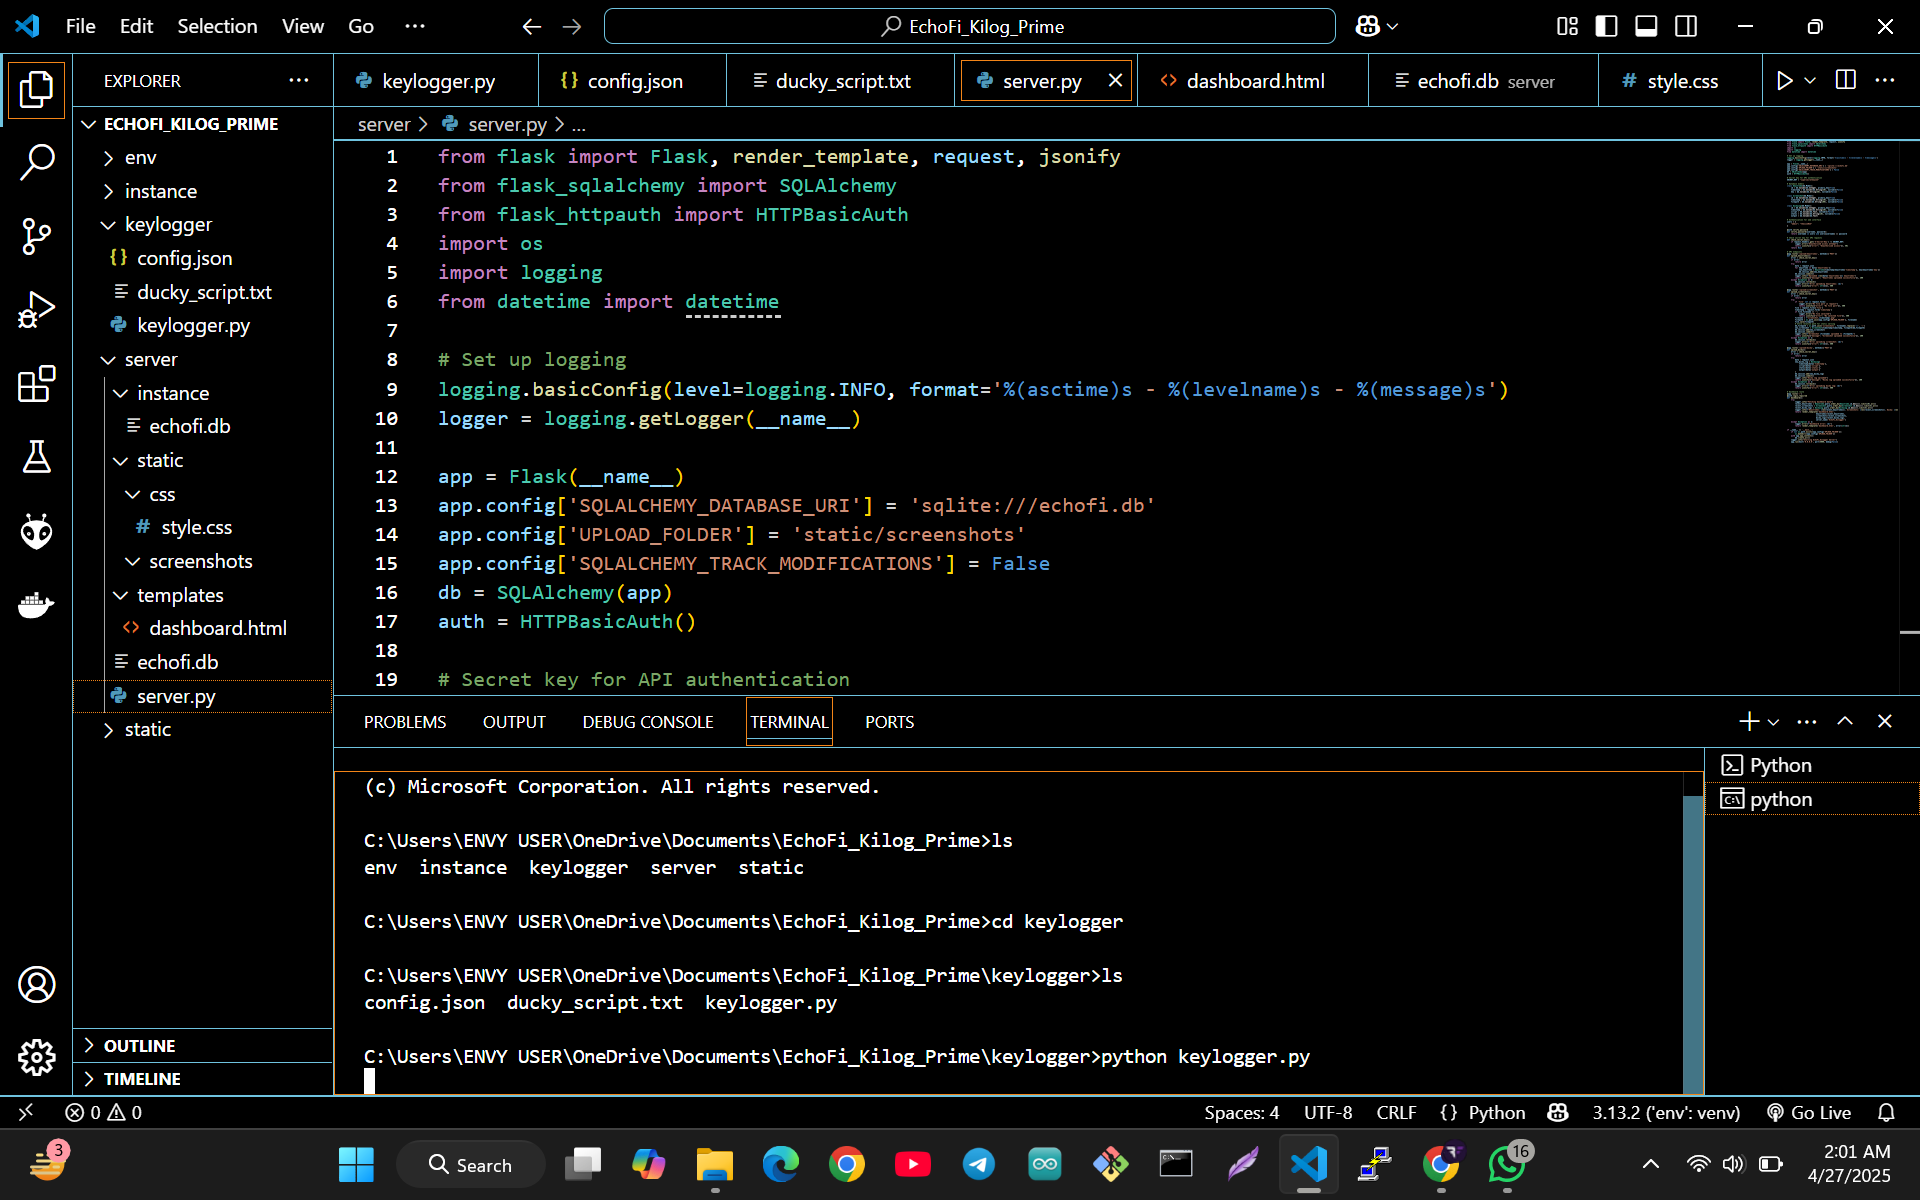 File Edit Selection View Go ···
EchoFi_Kilog_Prime
EXPLORER
ECHOFI_KILOG_PRIME
env
instance
keylogger
{} config.json
ducky_script.txt
keylogger.py
server
instance
echofi.db
static
css
# style.css
screenshots
templates
<> dashboard.html
echofi.db
server.py
static
OUTLINE
TIMELINE
keylogger.py {} config.json ducky_script.txt server.py <> dashboard.html echofi.db server # style.css
server > server.py > ...
1 from flask import Flask, render_template, request, jsonify
2 from flask_sqlalchemy import SQLAlchemy
3 from flask_httpauth import HTTPBasicAuth
4 import os
5 import logging
6 from datetime import datetime
7
8 # Set up logging
9 logging.basicConfig(level=logging.INFO, format='%(asctime)s - %(levelname)s - %(message)s')
10 logger = logging.getLogger(__name__)
11
12 app = Flask(__name__)
13 app.config['SQLALCHEMY_DATABASE_URI'] = 'sqlite:///echofi.db'
14 app.config['UPLOAD_FOLDER'] = 'static/screenshots'
15 app.config['SQLALCHEMY_TRACK_MODIFICATIONS'] = False
16 db = SQLAlchemy(app)
17 auth = HTTPBasicAuth()
18
19 # Secret key for API authentication
PROBLEMS OUTPUT DEBUG CONSOLE TERMINAL PORTS
(c) Microsoft Corporation. All rights reserved.
C:\Users\ENVY USER\OneDrive\Documents\EchoFi_Kilog_Prime>ls
env instance keylogger server static
C:\Users\ENVY USER\OneDrive\Documents\EchoFi_Kilog_Prime>cd keylogger
C:\Users\ENVY USER\OneDrive\Documents\EchoFi_Kilog_Prime\keylogger>ls
config.json ducky_script.txt keylogger.py
C:\Users\ENVY USER\OneDrive\Documents\EchoFi_Kilog_Prime\keylogger>python keylogger.py
Python
python
0 0 Spaces: 4 UTF-8 CRLF {} Python 3.13.2 ('env': venv) Go Live
3 Search 16 2:01 AM
4/27/2025